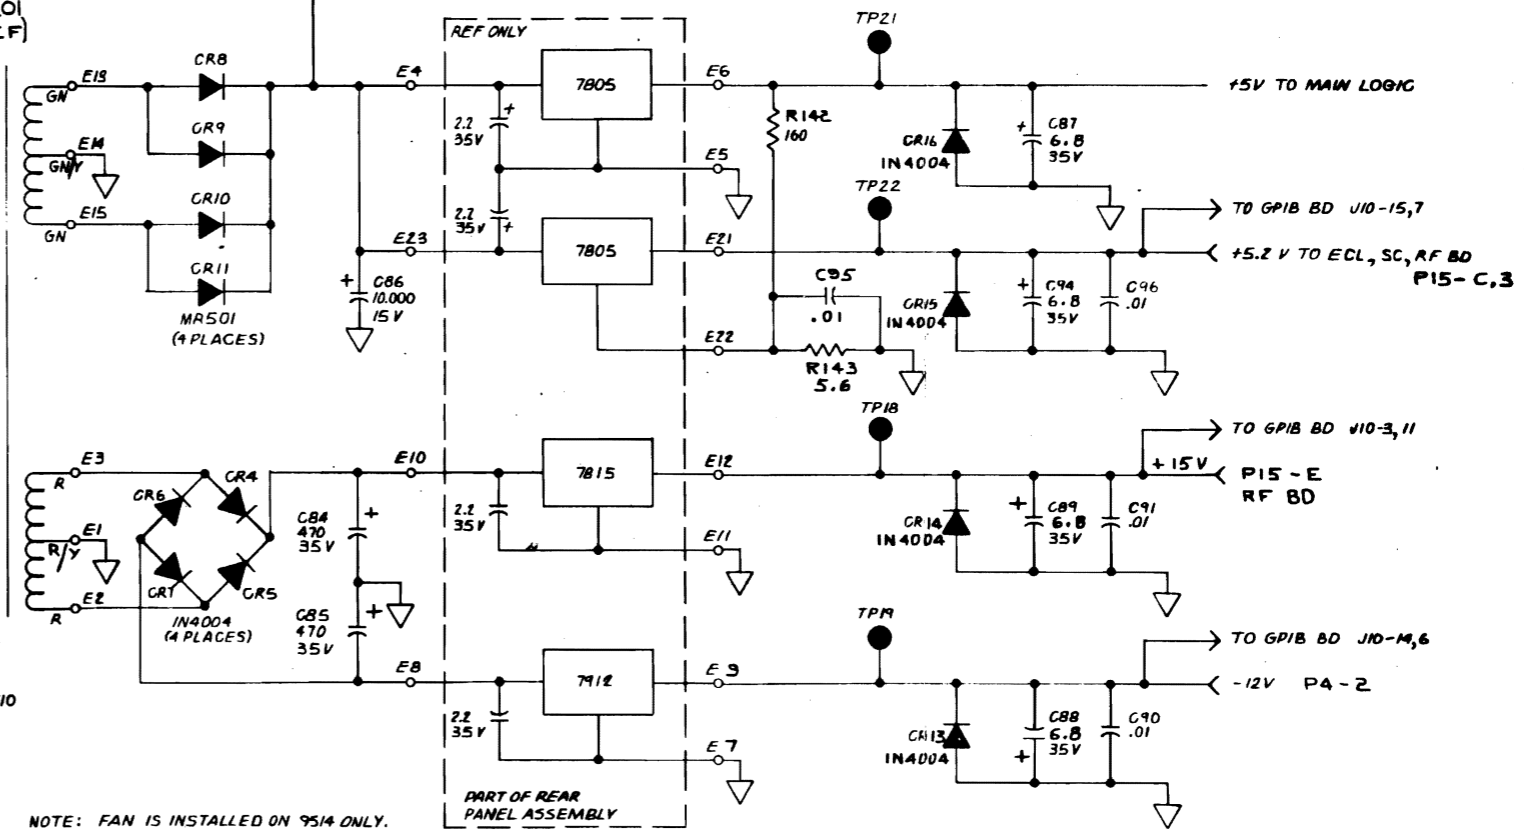 01
EF)
REF ONLY
TP21
CR8
E13
GN
E4
7805
E6
+5V TO MAIN LOGIC
CR9
2.2
35V
+
R142
160
CR16
1N4004
+
C87
6.8
35V
E14
GN/Y
E5
TP22
CR10
E15
GN
2.2
35V
+
TO GPIB BD J10-15,7
E23
7805
E21
+5.2 V TO ECL, SC, RF BD
P15-C,3
CR11
+
C86
10.000
15V
C95
.01
CR15
1N4004
+
C94
6.8
35V
C96
.01
MR501
(4 PLACES)
E22
R143
5.6
TP18
TO GPIB BD J10-3,11
E3
R
E10
7815
E12
+15V
P15-E
RF BD
CR6
CR4
C84
470
35V
+
2.2
35V
CR14
1N4004
+
C89
6.8
35V
C91
.01
E1
R/Y
E11
CR7
CR5
E2
R
1N4004
(4 PLACES)
C85
470
35V
+
TP19
TO GPIB BD J10-14,6
E8
7912
E9
-12V P4-2
10
2.2
35V
CR13
1N4004
C88
6.8
35V
+
C90
.01
E7
PART OF REAR
PANEL ASSEMBLY
NOTE: FAN IS INSTALLED ON 9514 ONLY.